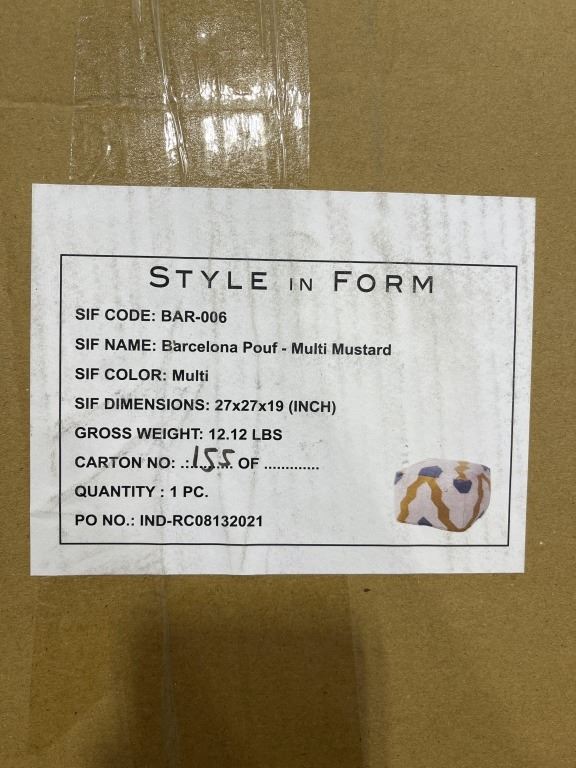 STYLE IN FORM
SIF CODE: BAR-006
SIF NAME: Barcelona Pouf - Multi Mustard
SIF COLOR: Multi
SIF DIMENSIONS: 27x27x19 (INCH)
GROSS WEIGHT: 12.12 LBS
CARTON NO: .:155. OF .............
QUANTITY : 1 PC.
PO NO.: IND-RC08132021